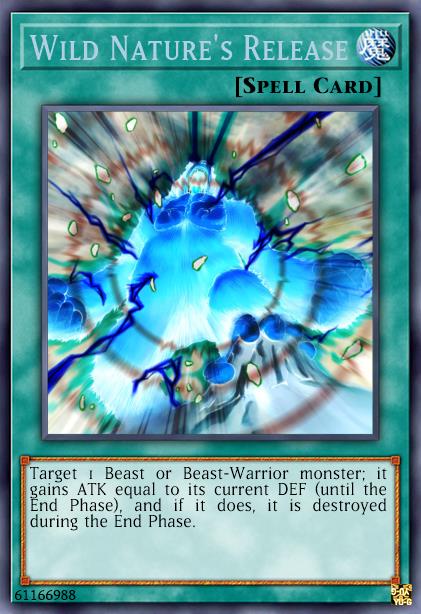 WILD NATURE'S RELEASE 魔
[SPELL CARD]
Target 1 Beast or Beast-Warrior monster; it
gains ATK equal to its current DEF (until the
End Phase), and if it does, it is destroyed
during the End Phase.
61166988